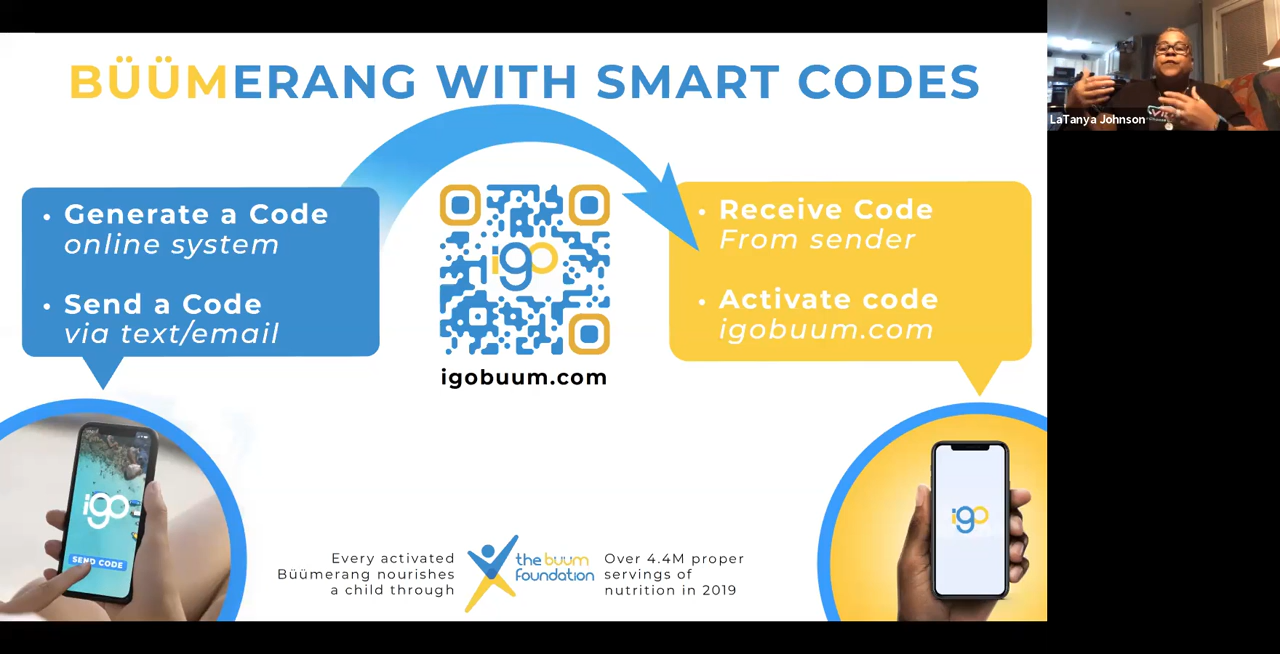 BÜÜMERANG WITH SMART CODES
LaTanya Johnson
• Generate a Code
online system
• Send a Code
via text/email
igo
igobuum.com
• Receive Code
From sender
• Activate code
igobuum.com
igo
SEND CODE
igo
Every activated
Büümerang nourishes
a child through
the buum
foundation
Over 4.4M proper
servings of
nutrition in 2019